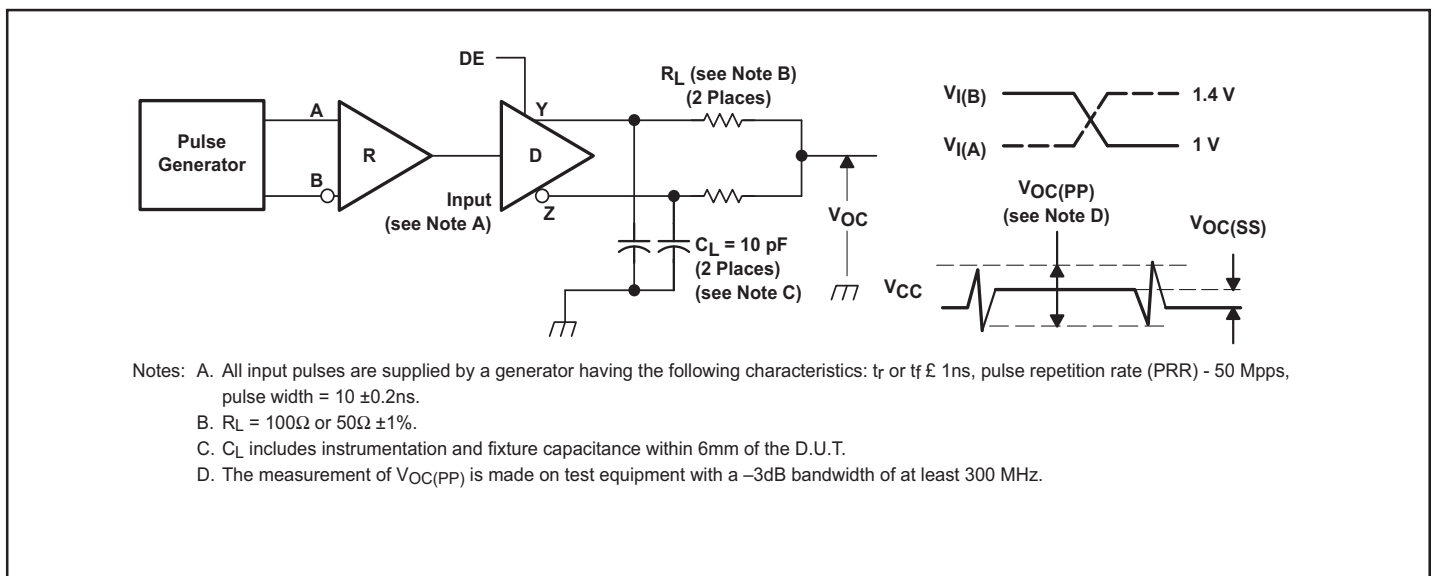 DE
RL (see Note B)
(2 Places)
A
Y
Pulse
Generator
R
D
B
Input
(see Note A)
Z
CL = 10 pF
(2 Places)
(see Note C)
VOC
VI(B)
1.4 V
VI(A)
1 V
VOC(PP)
(see Note D)
VOC(SS)
VCC
Notes: A. All input pulses are supplied by a generator having the following characteristics: tr or tf £ 1ns, pulse repetition rate (PRR) - 50 Mpps,
pulse width = 10 ±0.2ns.
B. RL = 100Ω or 50Ω ±1%.
C. CL includes instrumentation and fixture capacitance within 6mm of the D.U.T.
D. The measurement of VOC(PP) is made on test equipment with a –3dB bandwidth of at least 300 MHz.